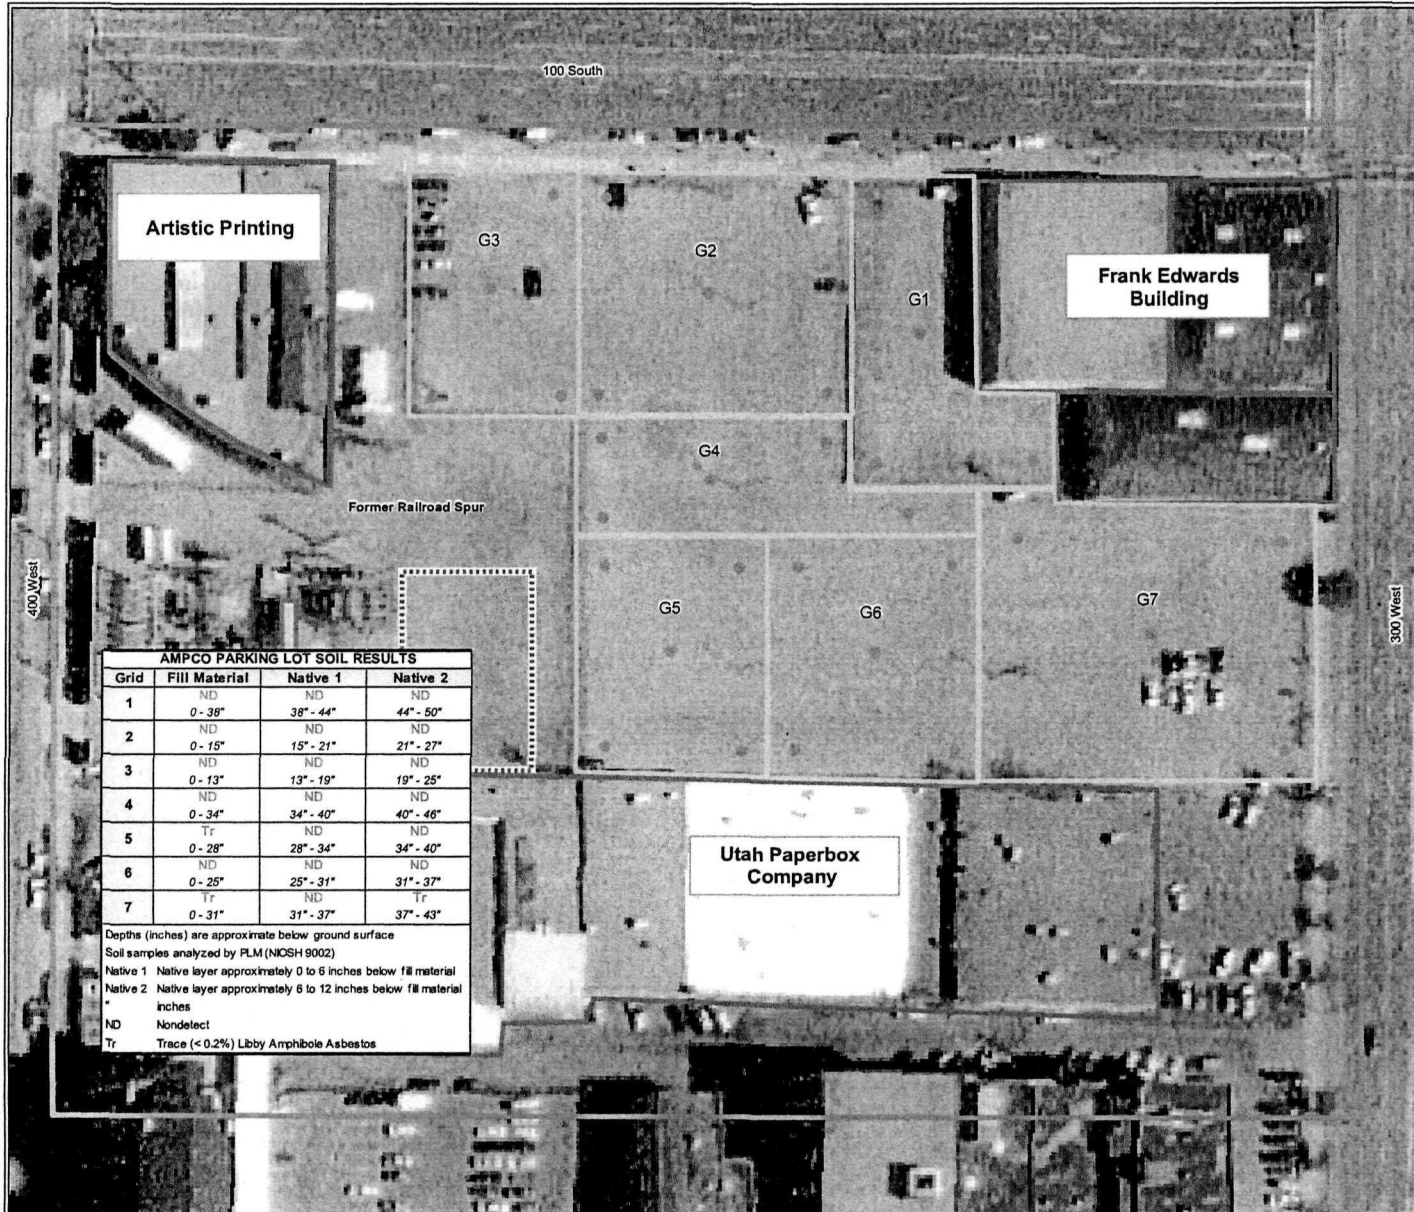 100 South
Artistic Printing
G3
G2
G1
Frank Edwards
Building
G4
Former Railroad Spur
400 West
G5
G6
G7
300 West
AMPCO PARKING LOT SOIL RESULTS
Grid Fill Material Native 1 Native 2
1 ND ND ND
0 - 38" 38" - 44" 44" - 50"
2 ND ND ND
0 - 15" 15" - 21" 21" - 27"
3 ND ND ND
0 - 13" 13" - 19" 19" - 25"
4 ND ND ND
0 - 34" 34" - 40" 40" - 46"
5 Tr ND ND
0 - 28" 28" - 34" 34" - 40"
6 ND ND ND
0 - 25" 25" - 31" 31" - 37"
7 Tr ND Tr
0 - 31" 31" - 37" 37" - 43"
Depths (inches) are approximate below ground surface
Soil samples analyzed by PLM (NIOSH 9002)
Native 1 Native layer approximately 0 to 6 inches below fill material
Native 2 Native layer approximately 6 to 12 inches below fill material
" inches
ND Nondetect
Tr Trace (< 0.2%) Libby Amphibole Asbestos
Utah Paperbox
Company